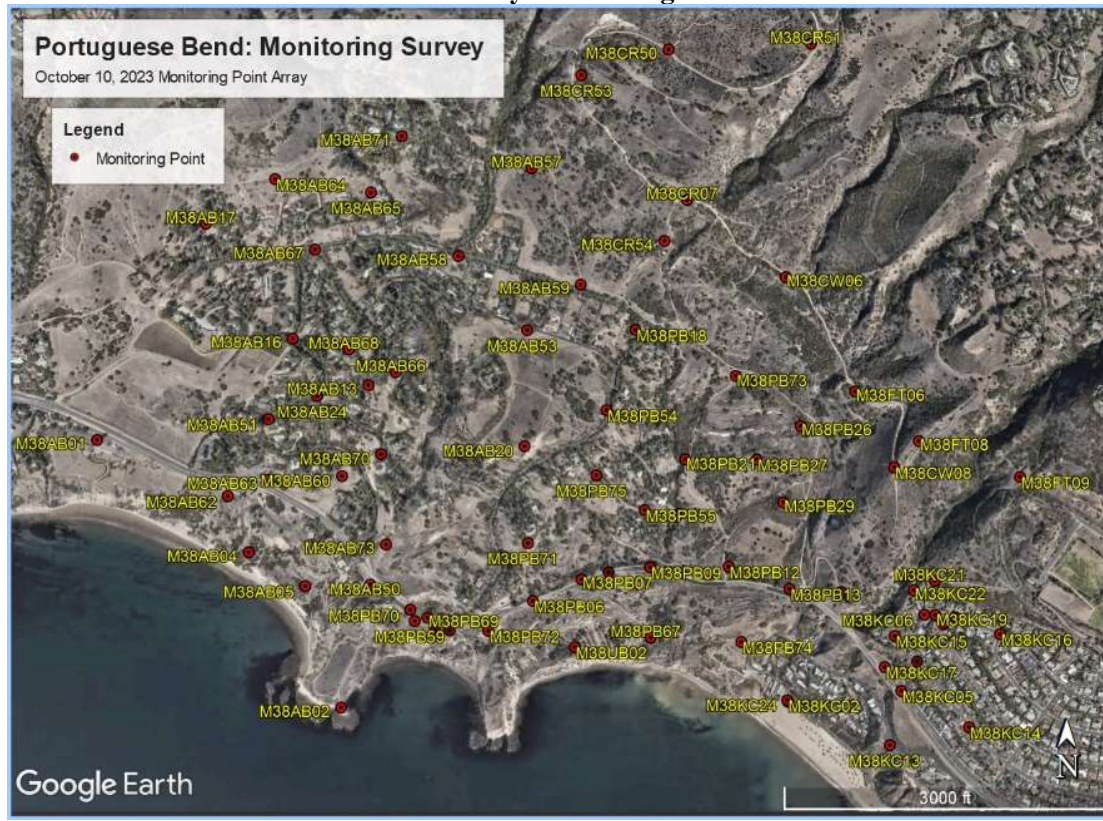 Portuguese Bend: Monitoring Survey
October 10, 2023 Monitoring Point Array
Legend
Monitoring Point
M38CR50
M38CR51
M38CR53
M38AB71
M38AB57
M38AB64
M38AB65
M38CR07
M38AB17
M38CR54
M38AB67
M38AB58
M38CW06
M38AB59
M38AB16
M38AB68
M38PB18
M38AB53
M38AB66
M38PB73
M38AB13
M38FT06
M38AB24
M38PB54
M38AB51
M38PB26
M38AB01
M38FT08
M38AB20
M38AB70
M38PB21
M38PB27
M38CW08
M38AB63
M38AB60
M38PB75
M38FT09
M38AB62
M38PB29
M38PB55
M38AB73
M38PB71
M38AB04
M38PB09
M38PB12
M38KC21
M38AB05
M38AB50
M38PB07
M38PB13
M38KC22
M38PB06
M38PB70
M38PB69
M38KC06
M38KC19
M38PB59
M38PB72
M38PB67
M38KC15
M38KC16
M38UB02
M38PB74
M38KC17
M38KC05
M38AB02
M38KC24
M38KC02
M38KC14
M38KC13
N
Google Earth
3000 ft